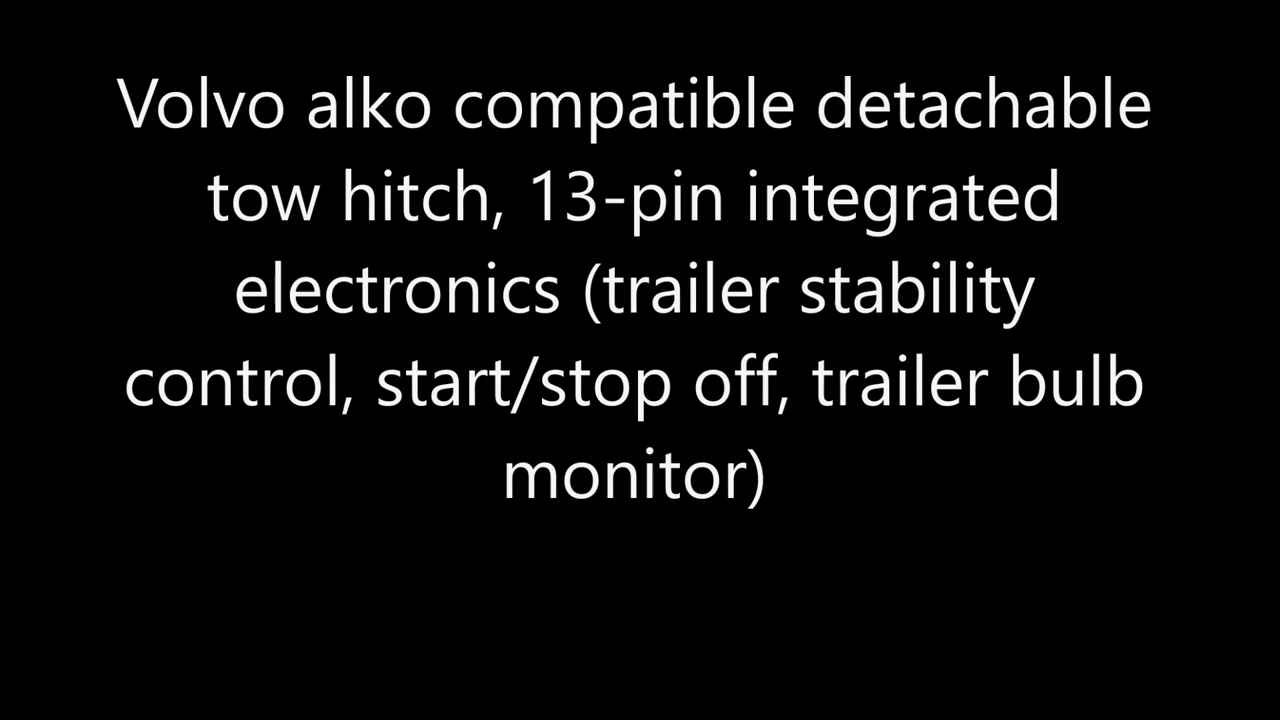 Volvo alko compatible detachable
tow hitch, 13-pin integrated
electronics (trailer stability
control, start/stop off, trailer bulb
monitor)